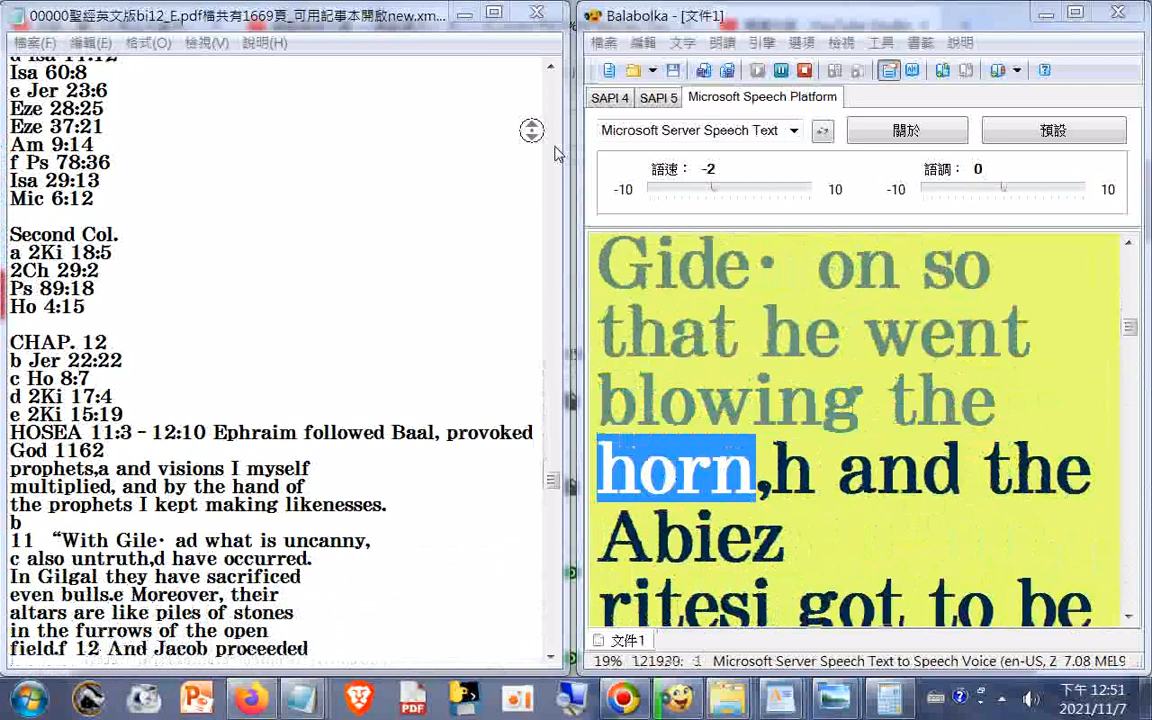 00000聖經英文版bi12_E.pdf檔共有1669頁_可用記事本開啟new.xm...
檔案(F) 編輯(E) 格式(O) 檢視(V) 說明(H)
d Isa 11:12
Isa 60:8
e Jer 23:6
Eze 28:25
Eze 37:21
Am 9:14
f Ps 78:36
Isa 29:13
Mic 6:12
Second Col.
a 2Ki 18:5
2Ch 29:2
Ps 89:18
Ho 4:15
CHAP. 12
b Jer 22:22
c Ho 8:7
d 2Ki 17:4
e 2Ki 15:19
HOSEA 11:3–12:10 Ephraim followed Baal, provoked
God 1162
prophets,a and visions I myself
multiplied, and by the hand of
the prophets I kept making likenesses.
b
11 “With Gile· ad what is uncanny,
c also untruth,d have occurred.
In Gilgal they have sacrificed
even bulls.e Moreover, their
altars are like piles of stones
in the furrows of the open
field.f 12 And Jacob proceeded
Balabolka - [文件1]
檔案 編輯 文字 朗讀 引擎 選項 檢視 工具 書籤 說明
SAPI 4 SAPI 5 Microsoft Speech Platform
Microsoft Server Speech Text 關於 預設
語速： -2 語調： 0
-10 10 -10 10
Gide· on so
that he went
blowing the
horn,h and the
Abiez
ritesi got to be
文件1
19% 121939: 1 Microsoft Server Speech Text to Speech Voice (en-US, Z 7.08 ME
下午 12:51
2021/11/7